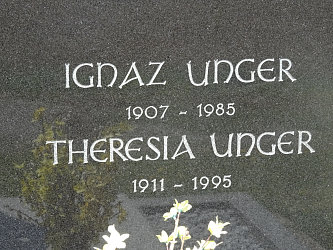 IGNAZ UNGER
1907 - 1985
THERESIA UNGER
1911 - 1995